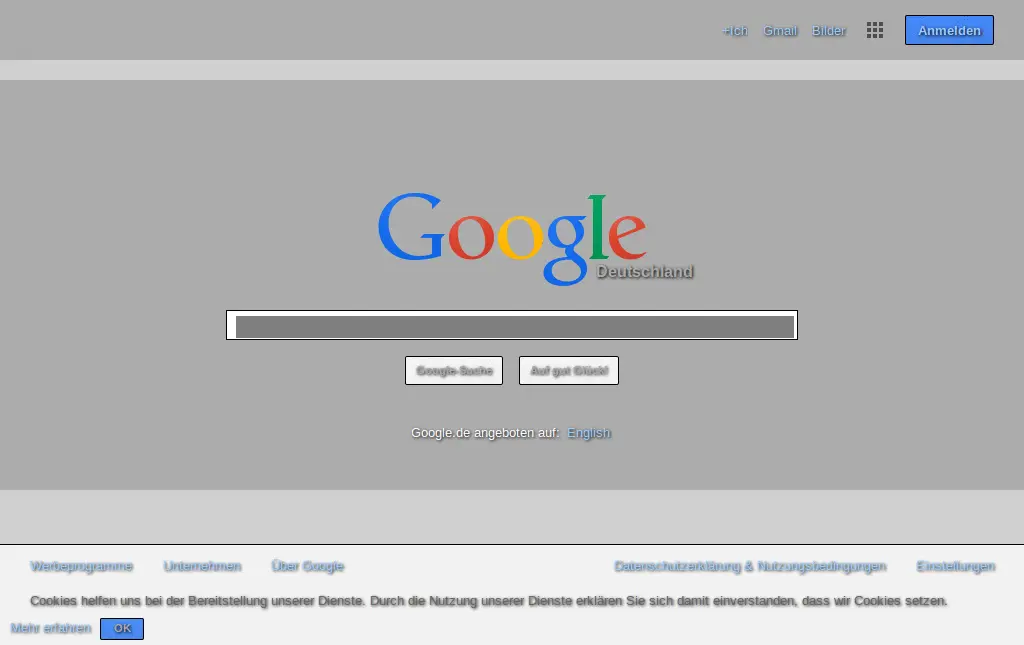 +Ich Gmail Bilder Anmelden
Google
Deutschland
Google-Suche Auf gut Glück!
Google.de angeboten auf: English
Werbeprogramme Unternehmen Über Google Datenschutzerklärung & Nutzungsbedingungen Einstellungen
Cookies helfen uns bei der Bereitstellung unserer Dienste. Durch die Nutzung unserer Dienste erklären Sie sich damit einverstanden, dass wir Cookies setzen.
Mehr erfahren OK